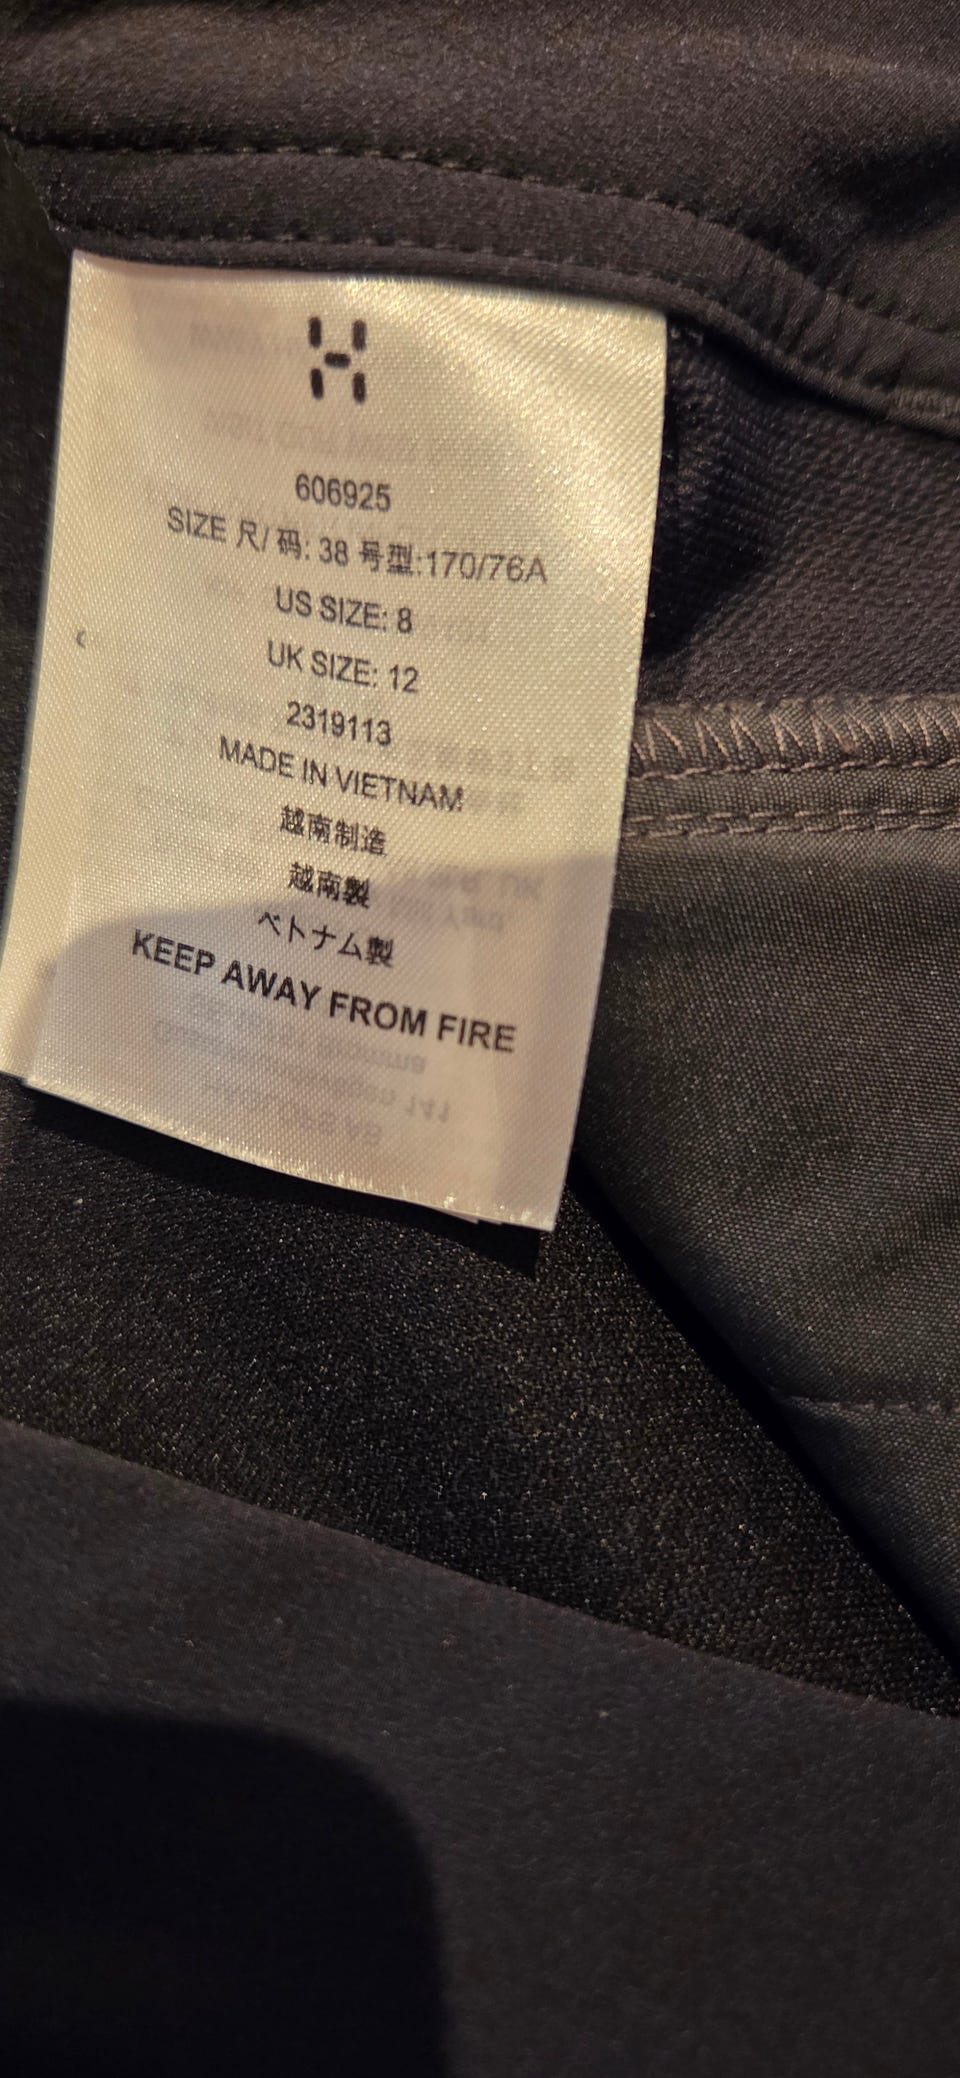 606925
SIZE 尺/ 码: 38 号型:170/76A
US SIZE: 8
UK SIZE: 12
2319113
MADE IN VIETNAM
越南制造
越南製
ベトナム製
KEEP AWAY FROM FIRE